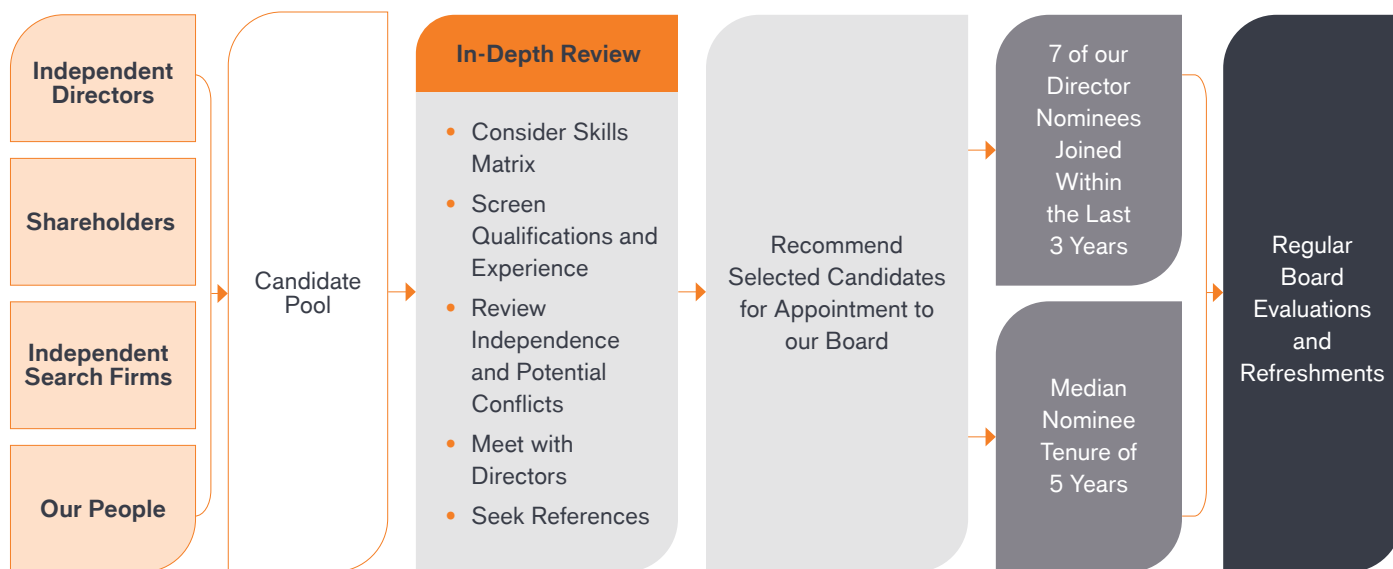 Independent
Directors
Shareholders
Independent
Search Firms
Our People
Candidate
Pool
In-Depth Review
• Consider Skills
Matrix
• Screen
Qualifications and
Experience
• Review
Independence
and Potential
Conflicts
• Meet with
Directors
• Seek References
Recommend
Selected Candidates
for Appointment to
our Board
7 of our
Director
Nominees
Joined
Within
the Last
3 Years
Median
Nominee
Tenure of
5 Years
Regular
Board
Evaluations
and
Refreshments